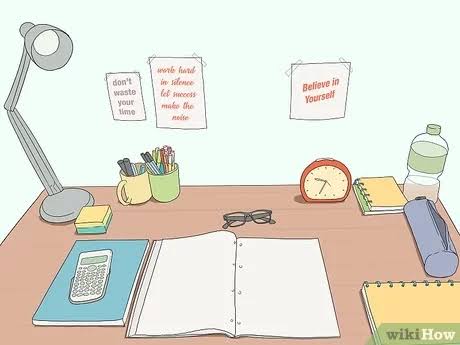 don't
waste
your
time
work hard
in silence
let success
make the
noise
Believe in
Yourself
wikiHow